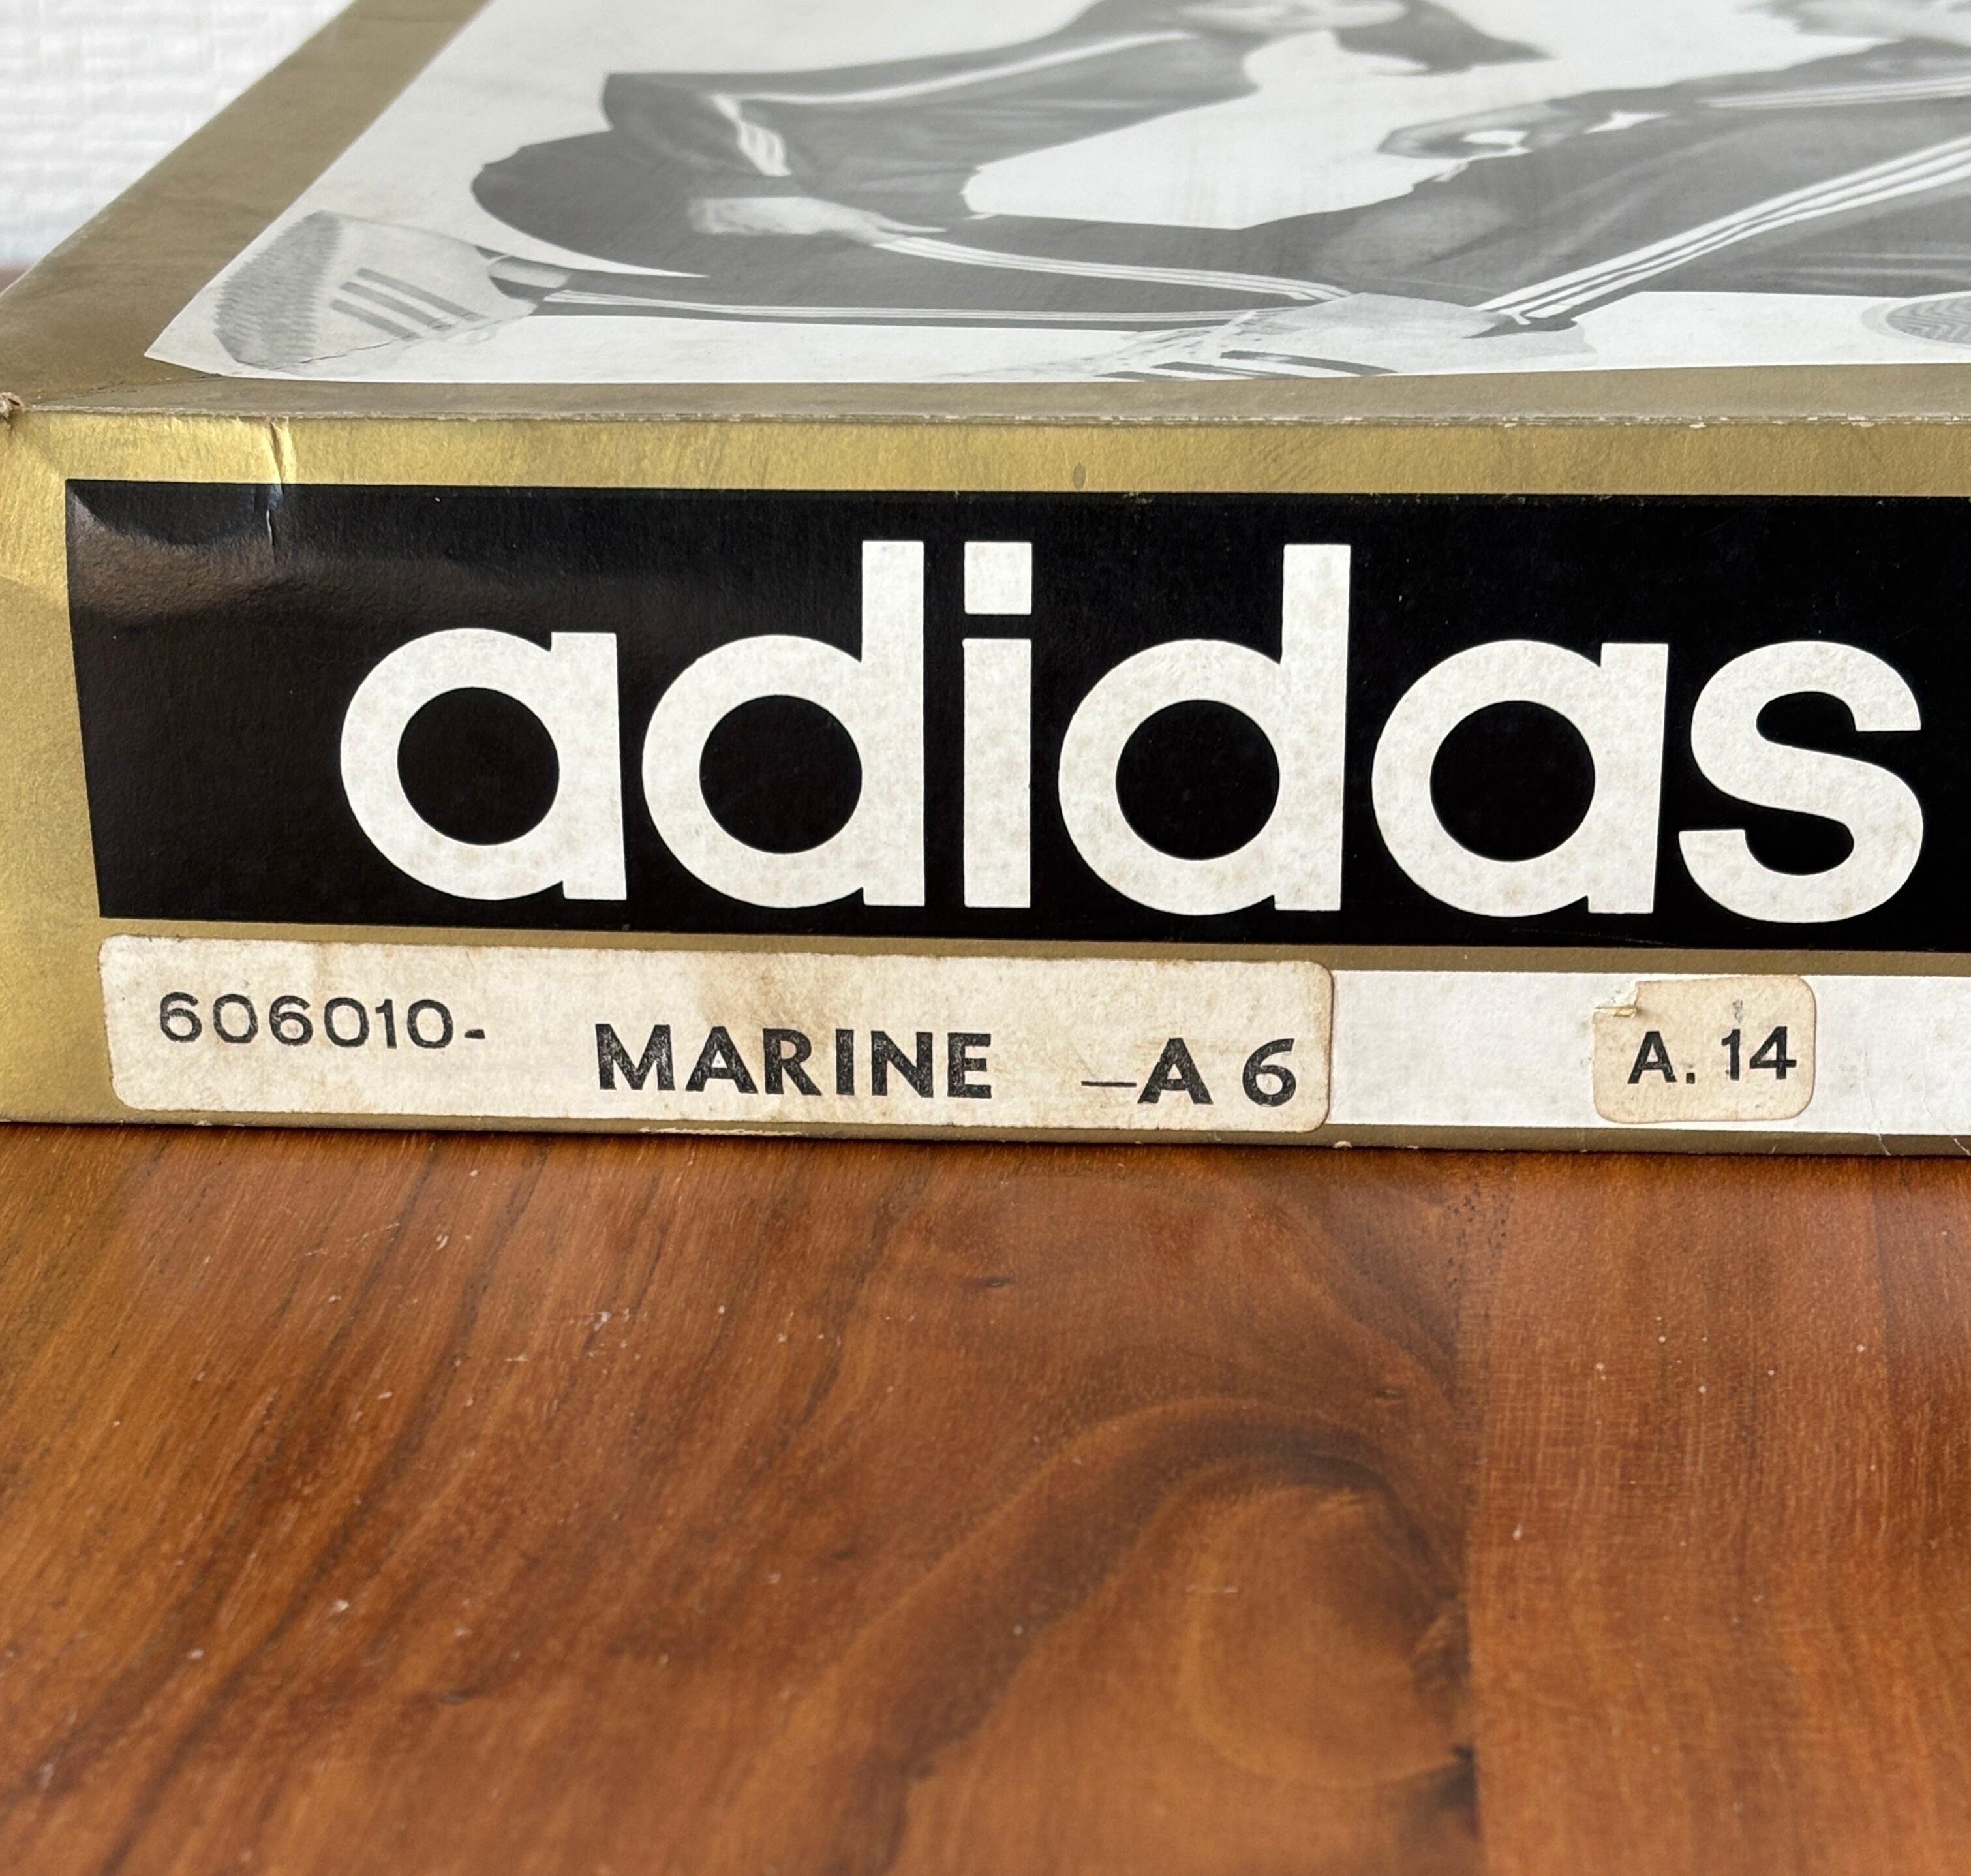 adidas
606010- MARINE —A 6
A. 14